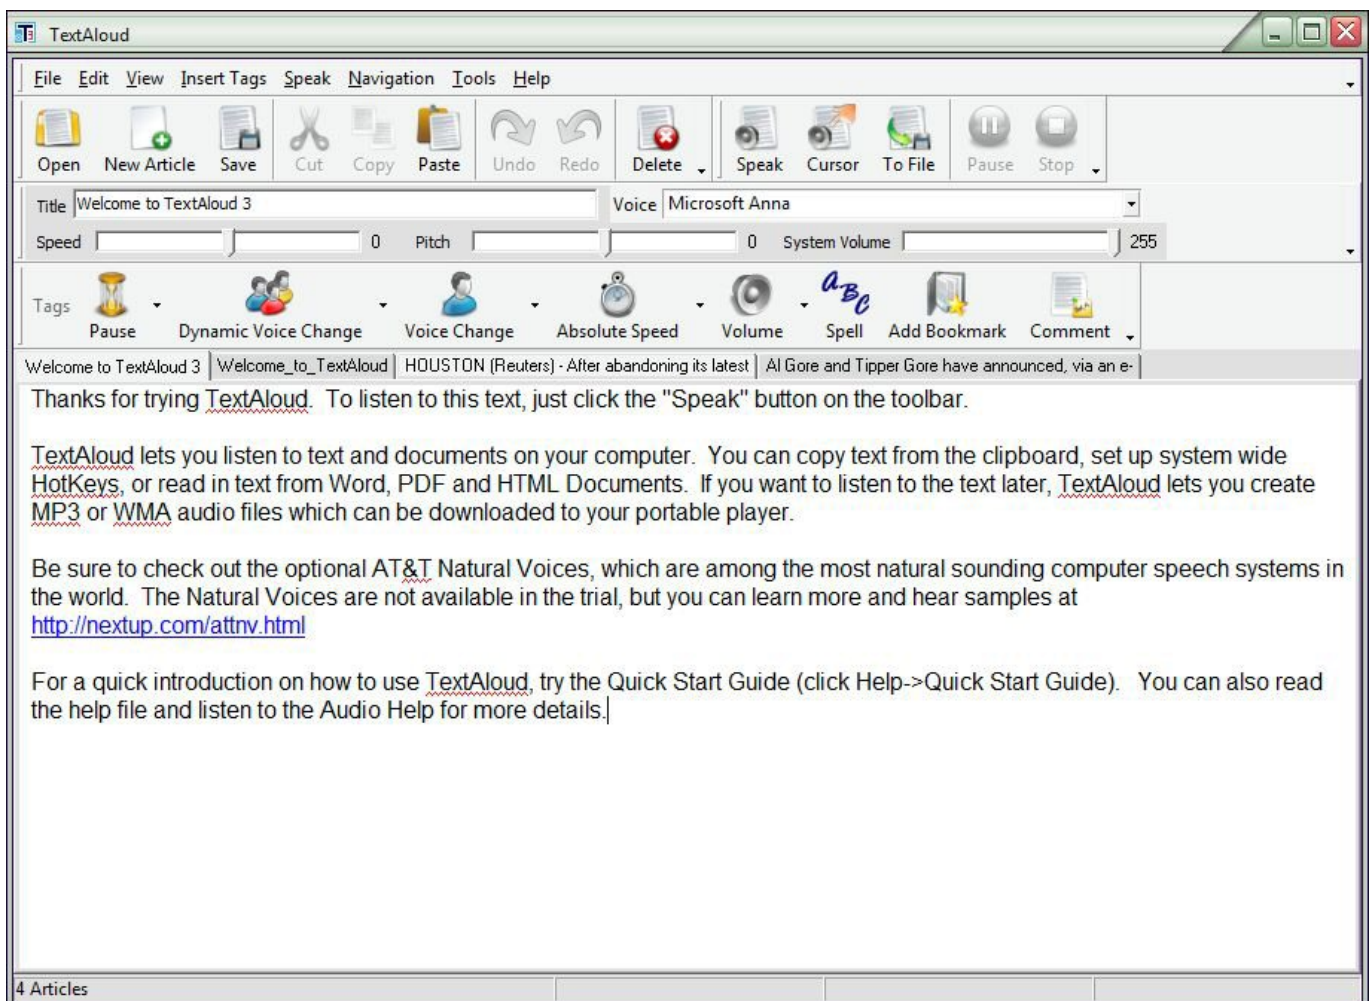 TextAloud
File Edit View Insert Tags Speak Navigation Tools Help
Open New Article Save Cut Copy Paste Undo Redo Delete Speak Cursor To File Pause Stop
Title Welcome to TextAloud 3 Voice Microsoft Anna
Speed 0 Pitch 0 System Volume 255
Tags Pause Dynamic Voice Change Voice Change Absolute Speed Volume ABC Spell Add Bookmark Comment
Welcome to TextAloud 3 Welcome_to_TextAloud HOUSTON (Reuters) - After abandoning its latest Al Gore and Tipper Gore have announced, via an e-
Thanks for trying TextAloud.  To listen to this text, just click the "Speak" button on the toolbar.
TextAloud lets you listen to text and documents on your computer.  You can copy text from the clipboard, set up system wide
HotKeys, or read in text from Word, PDF and HTML Documents.  If you want to listen to the text later, TextAloud lets you create
MP3 or WMA audio files which can be downloaded to your portable player.
Be sure to check out the optional AT&T Natural Voices, which are among the most natural sounding computer speech systems in
the world.  The Natural Voices are not available in the trial, but you can learn more and hear samples at
http://nextup.com/attnv.html
For a quick introduction on how to use TextAloud, try the Quick Start Guide (click Help->Quick Start Guide).   You can also read
the help file and listen to the Audio Help for more details.
4 Articles